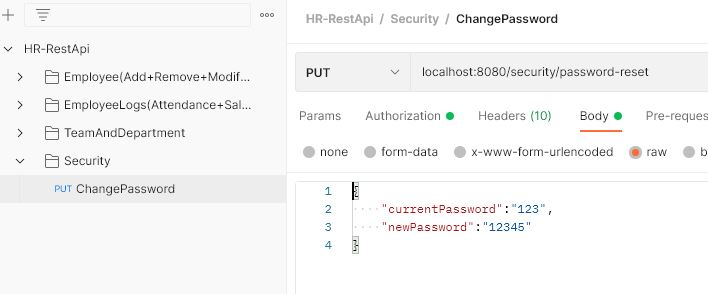 HR-RestApi
Employee(Add+Remove+Modif...
EmployeeLogs(Attendance+Sal...
TeamAndDepartment
Security
PUT ChangePassword
HR-RestApi / Security / ChangePassword
PUT localhost:8080/security/password-reset
Params Authorization Headers (10) Body Pre-reques
none form-data x-www-form-urlencoded raw b
1 {
2 "currentPassword":"123",
3 "newPassword":"12345"
4 }